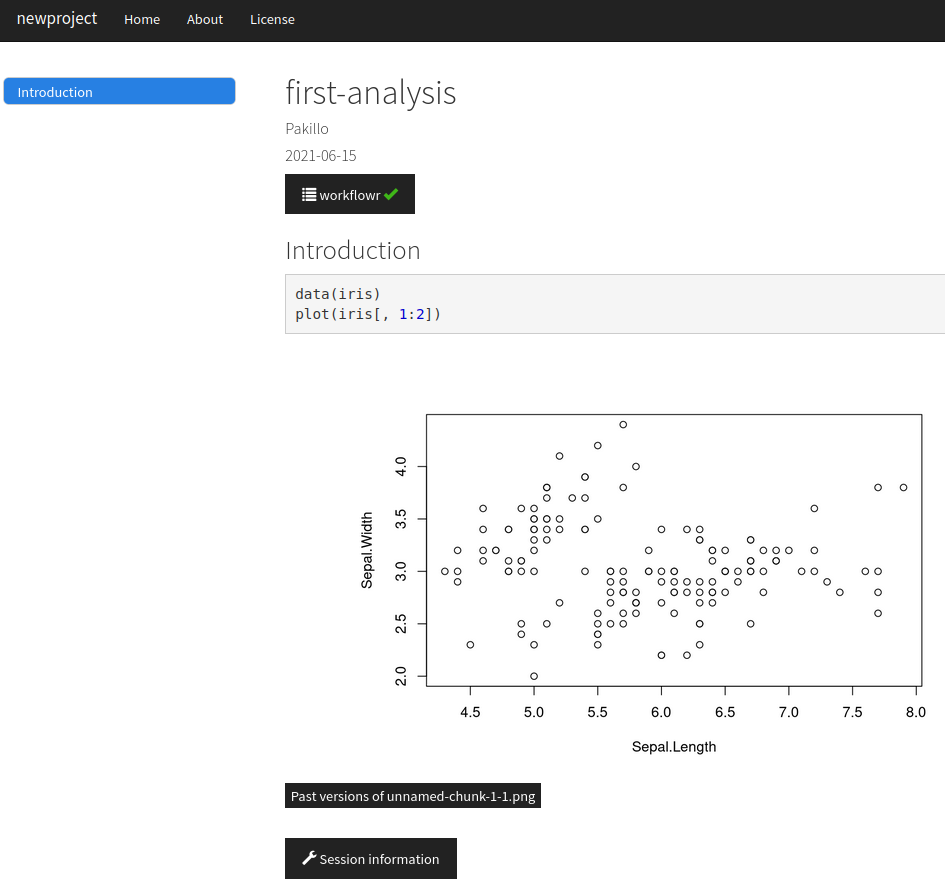 newproject Home About License
Introduction
first-analysis
Pakillo
2021-06-15
workflowr
Introduction
data(iris)
plot(iris[, 1:2])
4.0
3.5
3.0
2.5
2.0
Sepal.Width
4.5 5.0 5.5 6.0 6.5 7.0 7.5 8.0
Sepal.Length
Past versions of unnamed-chunk-1-1.png
Session information